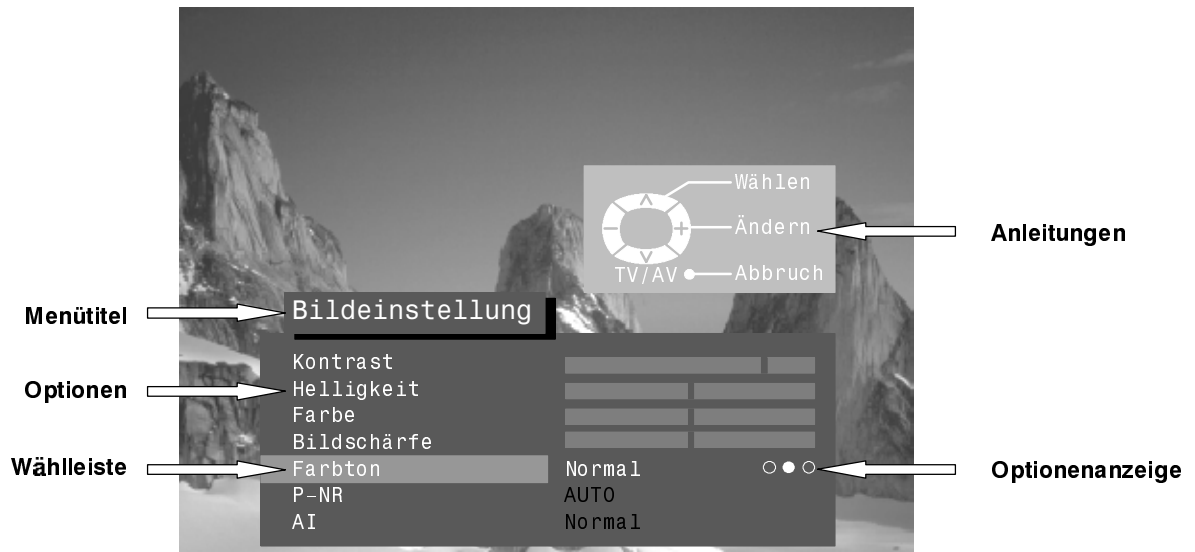 Wählen
Ändern
Anleitungen
TV/AV
Abbruch
Menütitel
Bildeinstellung
Kontrast
Optionen
Helligkeit
Farbe
Bildschärfe
Wählleiste
Farbton
Normal
Optionenanzeige
P-NR
AUTO
AI
Normal